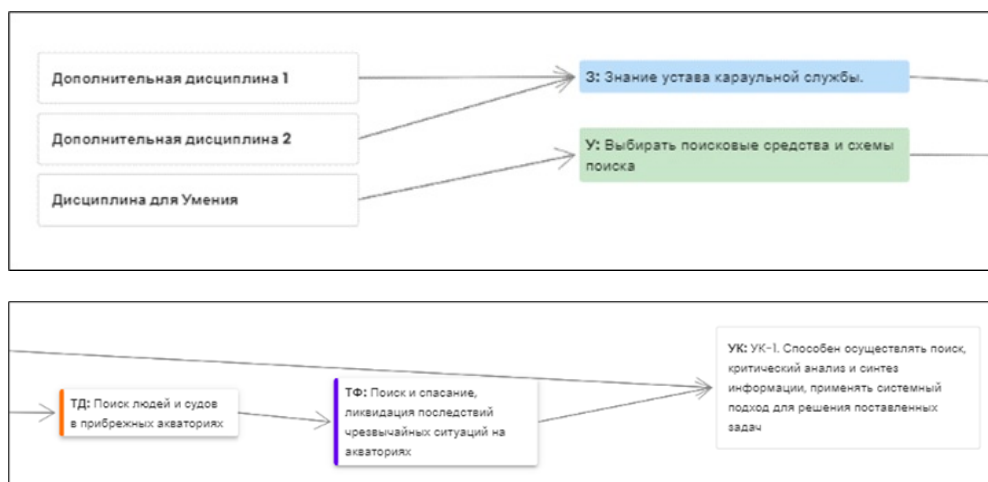 Дополнительная дисциплина 1
З: Знание устава караульной службы.
Дополнительная дисциплина 2
У: Выбирать поисковые средства и схемы
поиска
Дисциплина для Умения
УК: УК-1. Способен осуществлять поиск,
критический анализ и синтез
информации, применять системный
подход для решения поставленных
задач
ТД: Поиск людей и судов
в прибрежных акваториях
ТФ: Поиск и спасание,
ликвидация последствий
чрезвычайных ситуаций на
акваториях